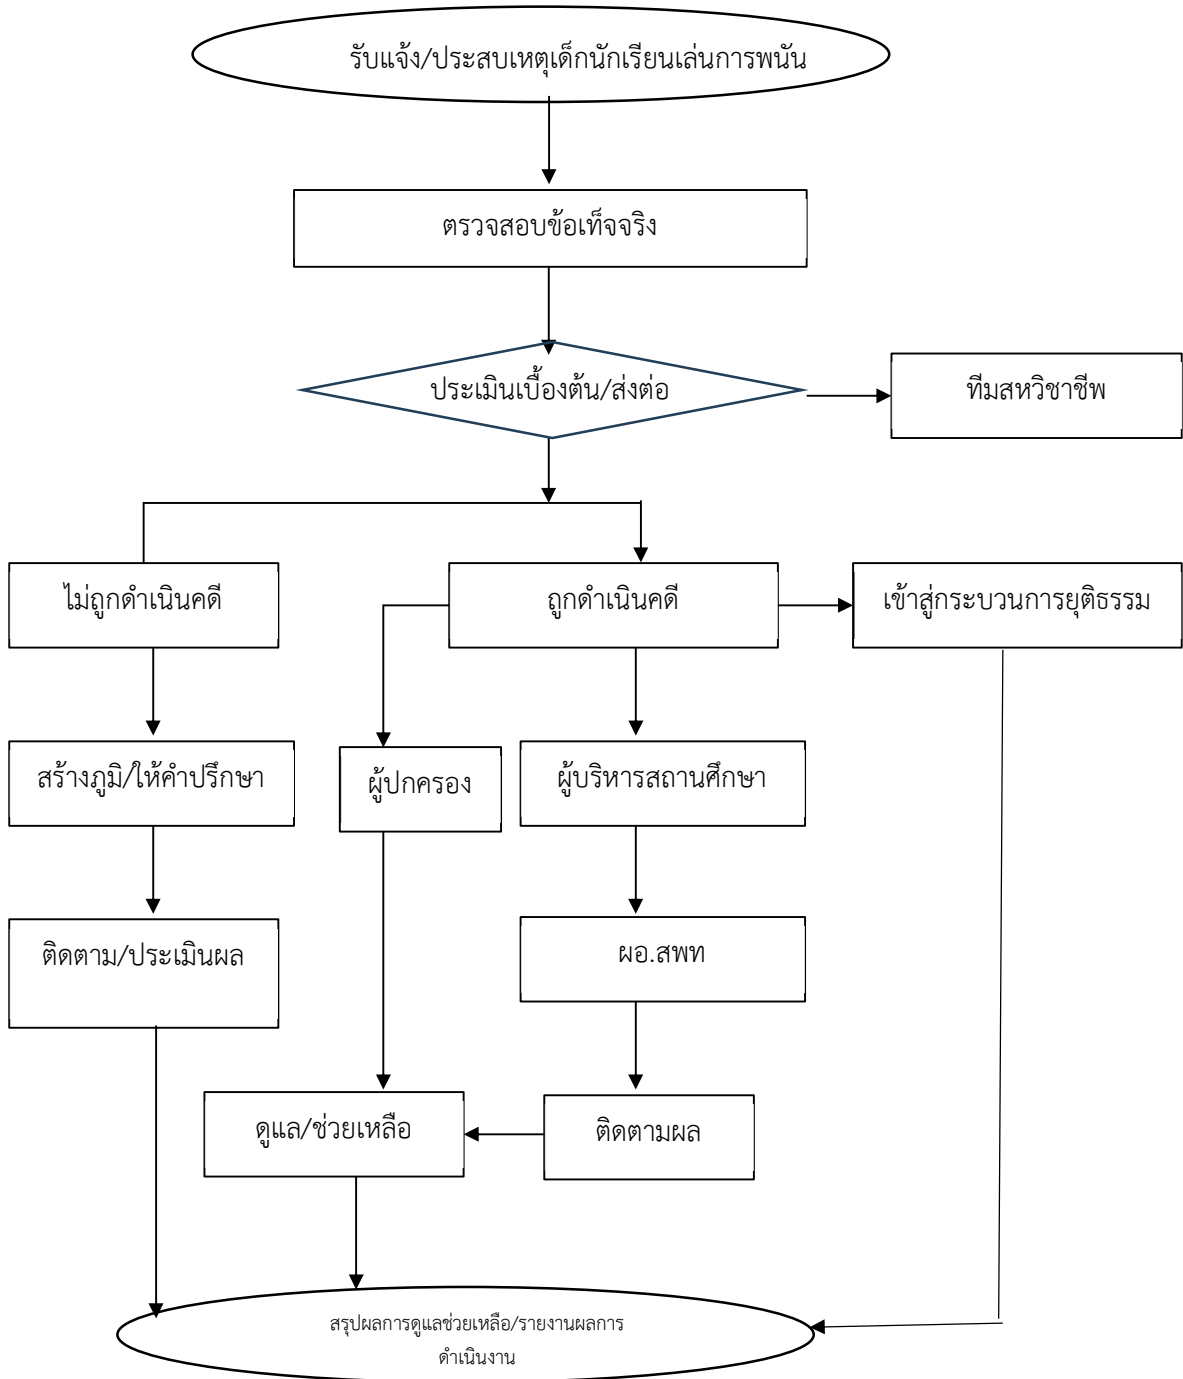 รับแจ้ง/ประสบเหตุเด็กนักเรียนเล่นการพนัน
ตรวจสอบข้อเท็จจริง
ประเมินเบื้องต้น/ส่งต่อ
ทีมสหวิชาชีพ
ไม่ถูกดำเนินคดี
ถูกดำเนินคดี
เข้าสู่กระบวนการยุติธรรม
สร้างภูมิ/ให้คำปรึกษา
ผู้ปกครอง
ผู้บริหารสถานศึกษา
ติดตาม/ประเมินผล
ผอ.สพท
ดูแล/ช่วยเหลือ
ติดตามผล
สรุปผลการดูแลช่วยเหลือ/รายงานผลการ
ดำเนินงาน